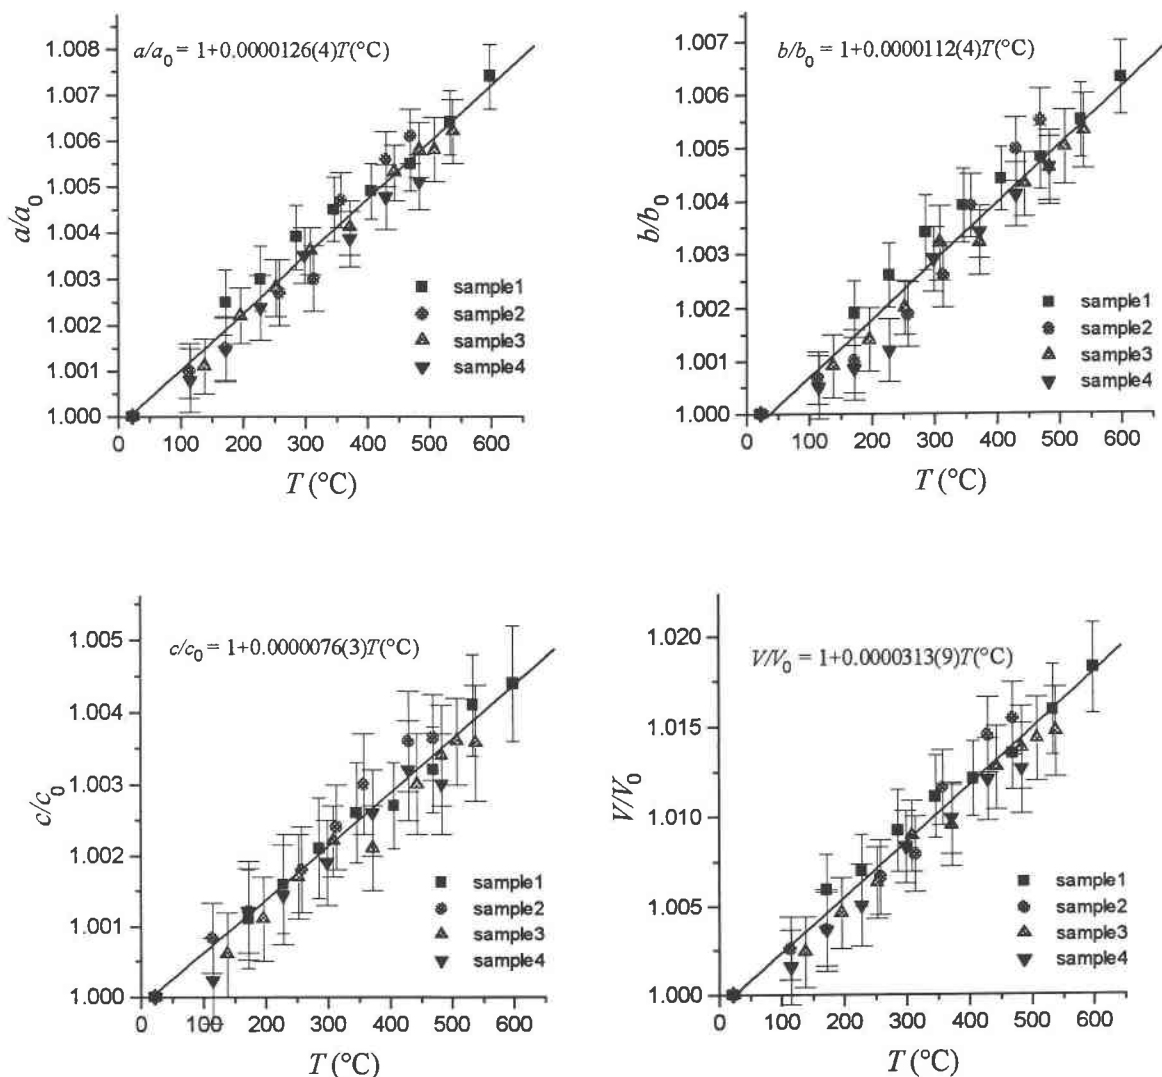 a/a₀ = 1+0.0000126(4)T(°C)
1.008
1.007
1.006
1.005
1.004
1.003
1.002
1.001
1.000
a/a₀
sample1
sample2
sample3
sample4
0 100 200 300 400 500 600
T (°C)
b/b₀ = 1+0.0000112(4)T(°C)
1.007
1.006
1.005
1.004
1.003
1.002
1.001
1.000
b/b₀
sample1
sample2
sample3
sample4
0 100 200 300 400 500 600
T (°C)
c/c₀ = 1+0.0000076(3)T(°C)
1.005
1.004
1.003
1.002
1.001
1.000
c/c₀
sample1
sample2
sample3
sample4
0 100 200 300 400 500 600
T (°C)
V/V₀ = 1+0.0000313(9)T(°C)
1.020
1.015
1.010
1.005
1.000
V/V₀
sample1
sample2
sample3
sample4
0 100 200 300 400 500 600
T (°C)